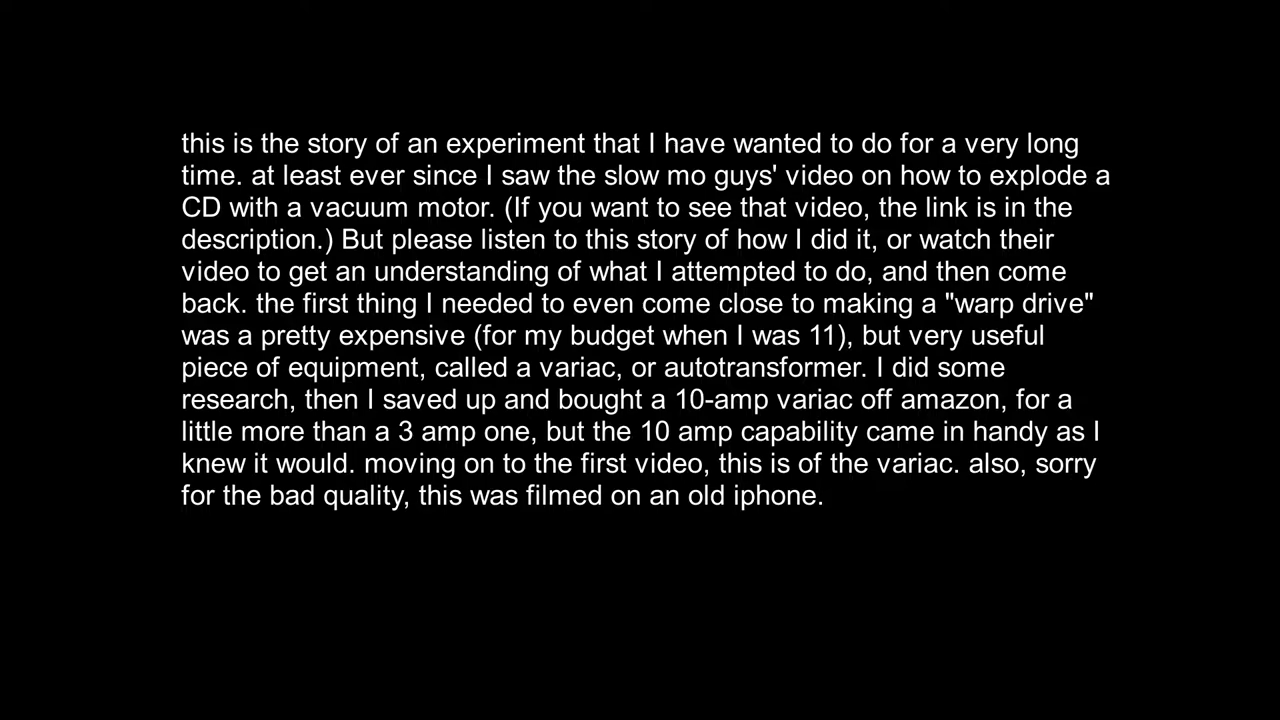 this is the story of an experiment that I have wanted to do for a very long
time. at least ever since I saw the slow mo guys' video on how to explode a
CD with a vacuum motor. (If you want to see that video, the link is in the
description.) But please listen to this story of how I did it, or watch their
video to get an understanding of what I attempted to do, and then come
back. the first thing I needed to even come close to making a "warp drive"
was a pretty expensive (for my budget when I was 11), but very useful
piece of equipment, called a variac, or autotransformer. I did some
research, then I saved up and bought a 10-amp variac off amazon, for a
little more than a 3 amp one, but the 10 amp capability came in handy as I
knew it would. moving on to the first video, this is of the variac. also, sorry
for the bad quality, this was filmed on an old iphone.